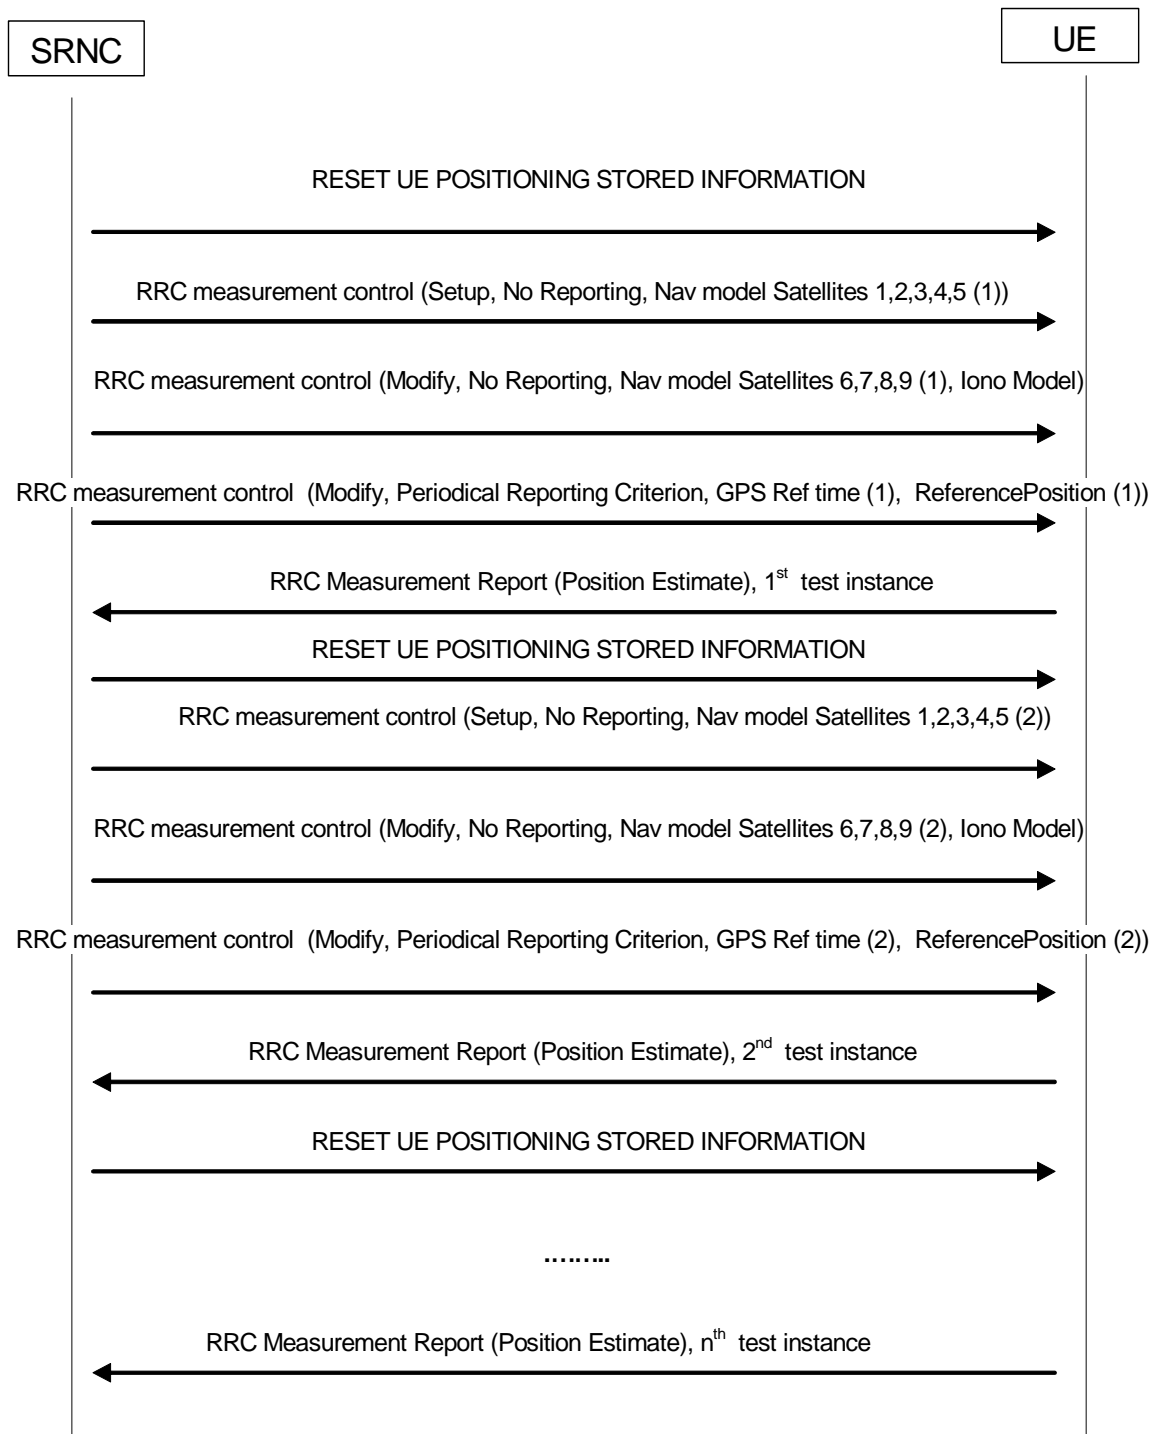 SRNC
UE
RESET UE POSITIONING STORED INFORMATION
RRC measurement control (Setup, No Reporting, Nav model Satellites 1,2,3,4,5 (1))
RRC measurement control (Modify, No Reporting, Nav model Satellites 6,7,8,9 (1), Iono Model)
RRC measurement control (Modify, Periodical Reporting Criterion, GPS Ref time (1), ReferencePosition (1))
RRC Measurement Report (Position Estimate), 1st test instance
RESET UE POSITIONING STORED INFORMATION
RRC measurement control (Setup, No Reporting, Nav model Satellites 1,2,3,4,5 (2))
RRC measurement control (Modify, No Reporting, Nav model Satellites 6,7,8,9 (2), Iono Model)
RRC measurement control (Modify, Periodical Reporting Criterion, GPS Ref time (2), ReferencePosition (2))
RRC Measurement Report (Position Estimate), 2nd test instance
RESET UE POSITIONING STORED INFORMATION
………
RRC Measurement Report (Position Estimate), nth test instance